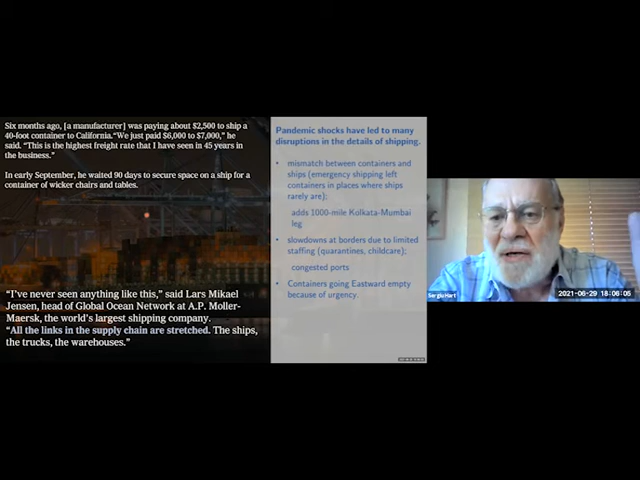 Six months ago, [a manufacturer] was paying about $2,500 to ship a
40-foot container to California. "We just paid $6,000 to $7,000," he
said. "This is the highest freight rate that I have seen in 45 years in
the business."
In early September, he waited 90 days to secure space on a ship for a
container of wicker chairs and tables.
"I've never seen anything like this," said Lars Mikael
Jensen, head of Global Ocean Network at A.P. Moller-
Maersk, the world's largest shipping company.
"All the links in the supply chain are stretched. The ships,
the trucks, the warehouses."
Pandemic shocks have led to many
disruptions in the details of shipping.
• mismatch between containers and
ships (emergency shipping left
containers in places where ships
rarely are);
adds 1000-mile Kolkata-Mumbai
leg
• slowdowns at borders due to limited
staffing (quarantines, childcare);
congested ports
• Containers going Eastward empty
because of urgency.
Sergiu Hart
2021-06-29 18:06:05